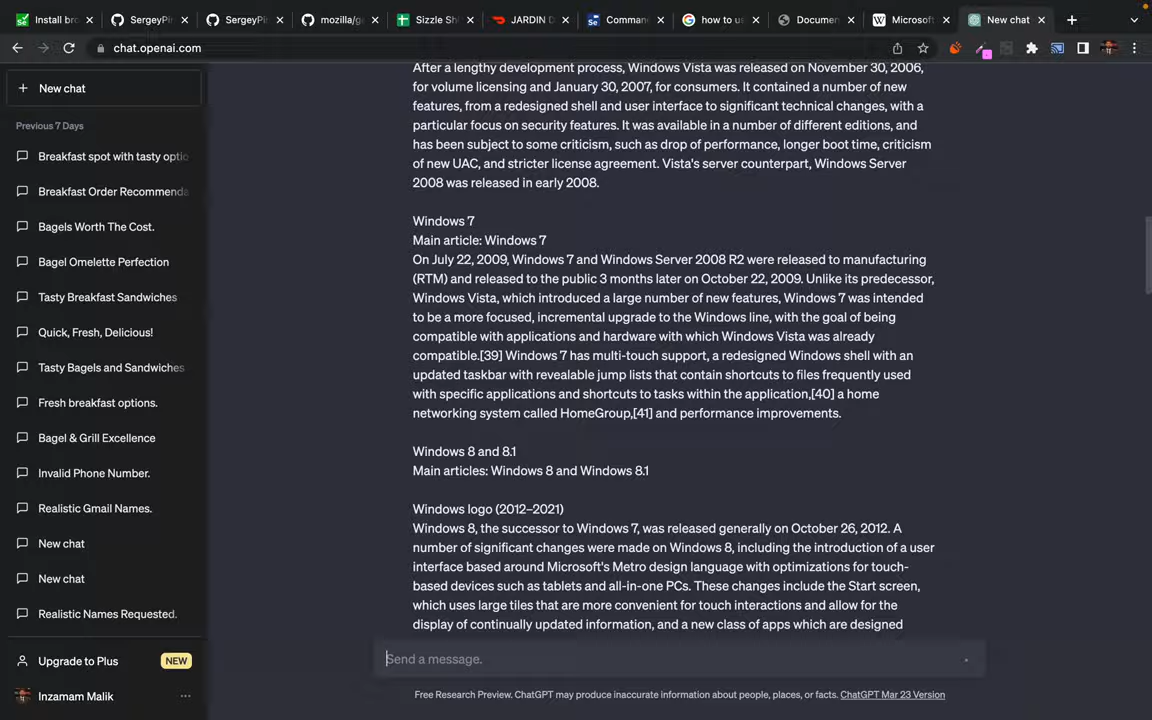 Install bro
SergeyPir
SergeyPir
mozilla/ge
Sizzle Shi
JARDIN D
Comman
how to us
Documen
Microsoft
New chat
chat.openai.com
New chat
Previous 7 Days
Breakfast spot with tasty optio
Breakfast Order Recommenda
Bagels Worth The Cost.
Bagel Omelette Perfection
Tasty Breakfast Sandwiches
Quick, Fresh, Delicious!
Tasty Bagels and Sandwiches
Fresh breakfast options.
Bagel & Grill Excellence
Invalid Phone Number.
Realistic Gmail Names.
New chat
New chat
Realistic Names Requested.
Upgrade to Plus
NEW
Inzamam Malik
After a lengthy development process, Windows Vista was released on November 30, 2006,
for volume licensing and January 30, 2007, for consumers. It contained a number of new
features, from a redesigned shell and user interface to significant technical changes, with a
particular focus on security features. It was available in a number of different editions, and
has been subject to some criticism, such as drop of performance, longer boot time, criticism
of new UAC, and stricter license agreement. Vista's server counterpart, Windows Server
2008 was released in early 2008.
Windows 7
Main article: Windows 7
On July 22, 2009, Windows 7 and Windows Server 2008 R2 were released to manufacturing
(RTM) and released to the public 3 months later on October 22, 2009. Unlike its predecessor,
Windows Vista, which introduced a large number of new features, Windows 7 was intended
to be a more focused, incremental upgrade to the Windows line, with the goal of being
compatible with applications and hardware with which Windows Vista was already
compatible.[39] Windows 7 has multi-touch support, a redesigned Windows shell with an
updated taskbar with revealable jump lists that contain shortcuts to files frequently used
with specific applications and shortcuts to tasks within the application,[40] a home
networking system called HomeGroup,[41] and performance improvements.
Windows 8 and 8.1
Main articles: Windows 8 and Windows 8.1
Windows logo (2012–2021)
Windows 8, the successor to Windows 7, was released generally on October 26, 2012. A
number of significant changes were made on Windows 8, including the introduction of a user
interface based around Microsoft's Metro design language with optimizations for touch-
based devices such as tablets and all-in-one PCs. These changes include the Start screen,
which uses large tiles that are more convenient for touch interactions and allow for the
display of continually updated information, and a new class of apps which are designed
Send a message.
Free Research Preview. ChatGPT may produce inaccurate information about people, places, or facts. ChatGPT Mar 23 Version